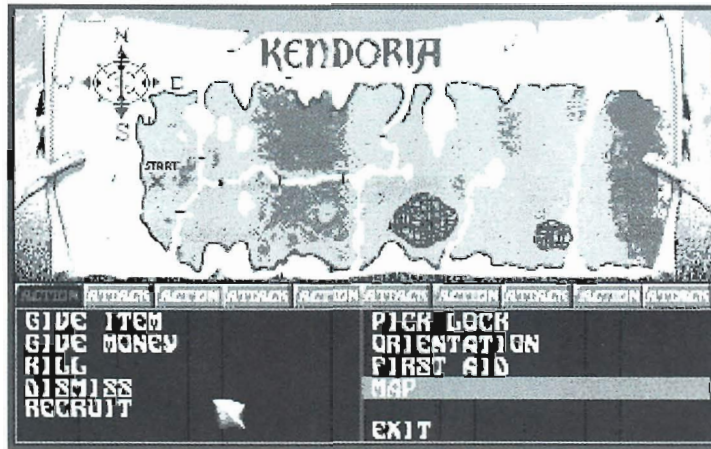 N
KENDORIA
E
S
START
ACTION ATTACK ACTION ATTACK ACTION ATTACK ACTION ATTACK ACTION ATTACK
GIVE ITEM
GIVE MONEY
KILL
DISMISS
RECRUIT
PICK LOCK
ORIENTATION
FIRST AID
MAP
EXIT